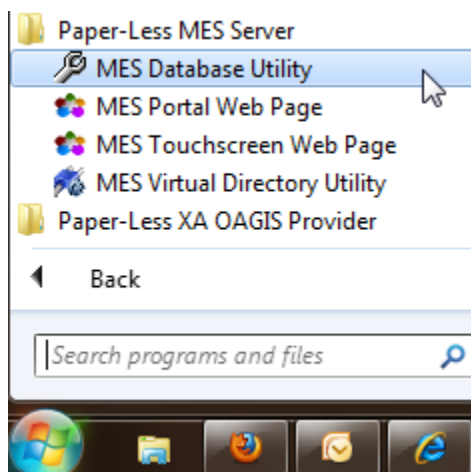 Paper-Less MES Server
MES Database Utility
MES Portal Web Page
MES Touchscreen Web Page
MES Virtual Directory Utility
Paper-Less XA OAGIS Provider
Back
Search programs and files